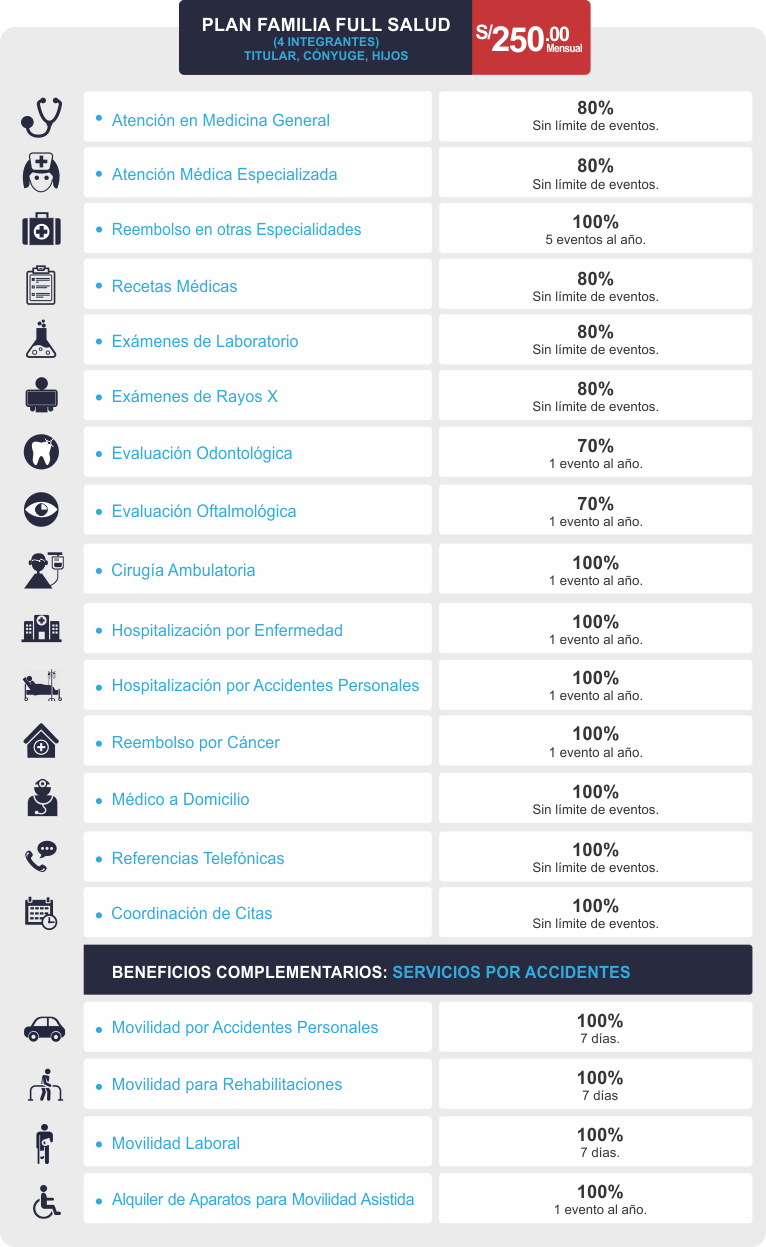 PLAN FAMILIA FULL SALUD
(4 INTEGRANTES)
TITULAR, CÓNYUGE, HIJOS
S/250.00
Mensual
• Atención en Medicina General
80%
Sin límite de eventos.
• Atención Médica Especializada
80%
Sin límite de eventos.
• Reembolso en otras Especialidades
100%
5 eventos al año.
• Recetas Médicas
80%
Sin límite de eventos.
• Exámenes de Laboratorio
80%
Sin límite de eventos.
• Exámenes de Rayos X
80%
Sin límite de eventos.
• Evaluación Odontológica
70%
1 evento al año.
• Evaluación Oftalmológica
70%
1 evento al año.
• Cirugía Ambulatoria
100%
1 evento al año.
• Hospitalización por Enfermedad
100%
1 evento al año.
• Hospitalización por Accidentes Personales
100%
1 evento al año.
• Reembolso por Cáncer
100%
1 evento al año.
• Médico a Domicilio
100%
Sin límite de eventos.
• Referencias Telefónicas
100%
Sin límite de eventos.
• Coordinación de Citas
100%
Sin límite de eventos.
BENEFICIOS COMPLEMENTARIOS: SERVICIOS POR ACCIDENTES
• Movilidad por Accidentes Personales
100%
7 días.
• Movilidad para Rehabilitaciones
100%
7 días
• Movilidad Laboral
100%
7 días.
• Alquiler de Aparatos para Movilidad Asistida
100%
1 evento al año.